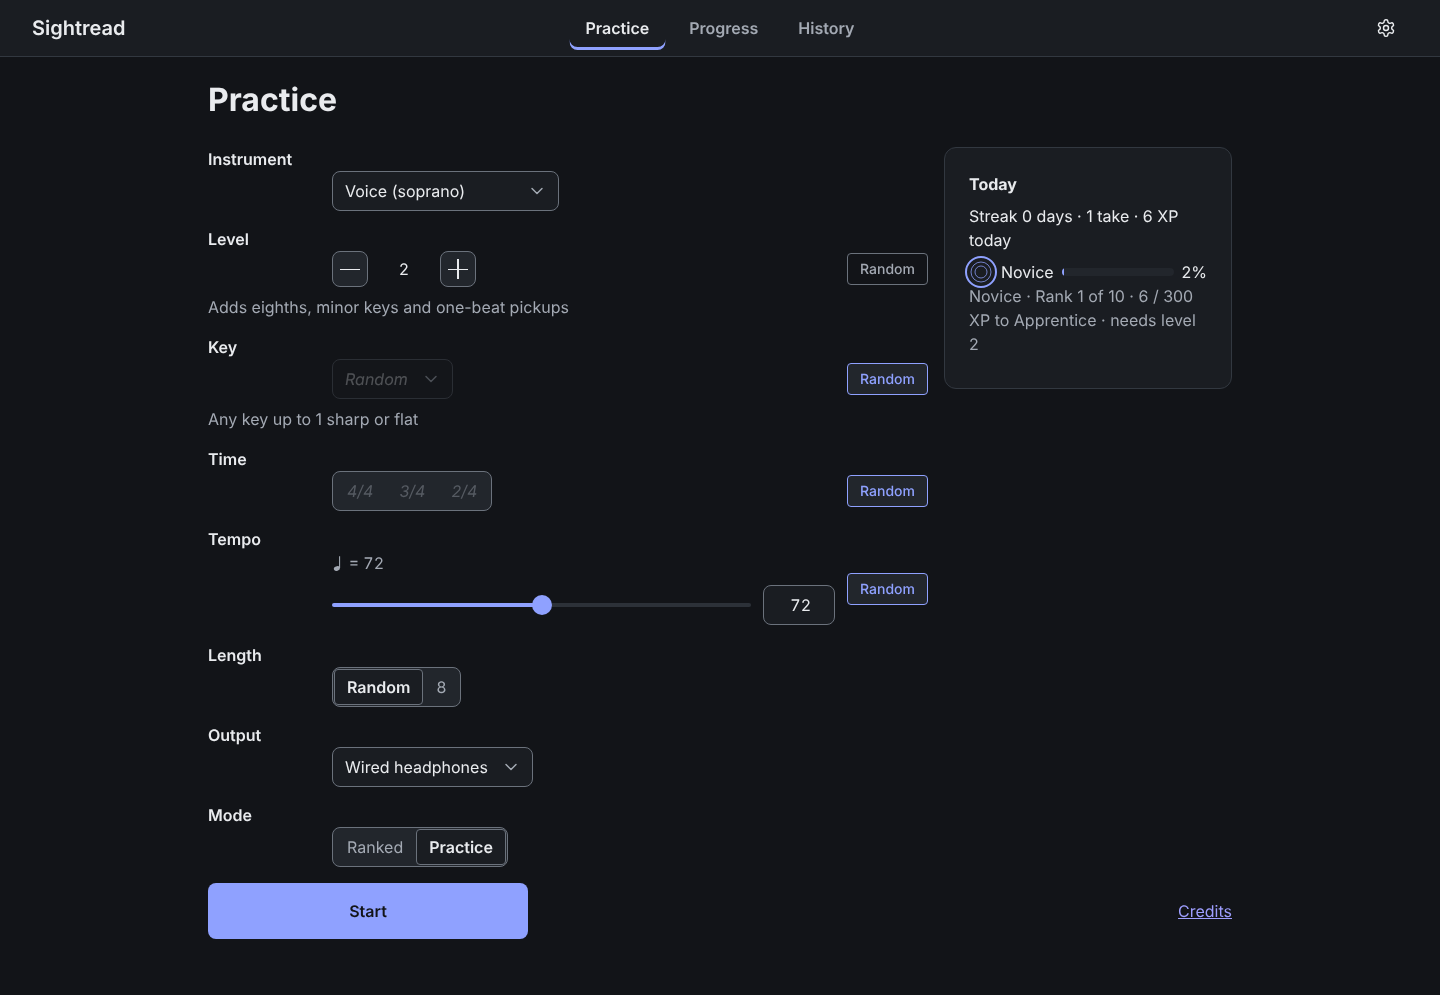 Sightread
Practice Progress History
Practice
Instrument
Voice (soprano)
Level
2 Random
Adds eighths, minor keys and one-beat pickups
Key
Random Random
Any key up to 1 sharp or flat
Time
4/4 3/4 2/4 Random
Tempo
♩ = 72
72 Random
Length
Random 8
Output
Wired headphones
Mode
Ranked Practice
Start
Today
Streak 0 days · 1 take · 6 XP
today
Novice 2%
Novice · Rank 1 of 10 · 6 / 300
XP to Apprentice · needs level
2
Credits